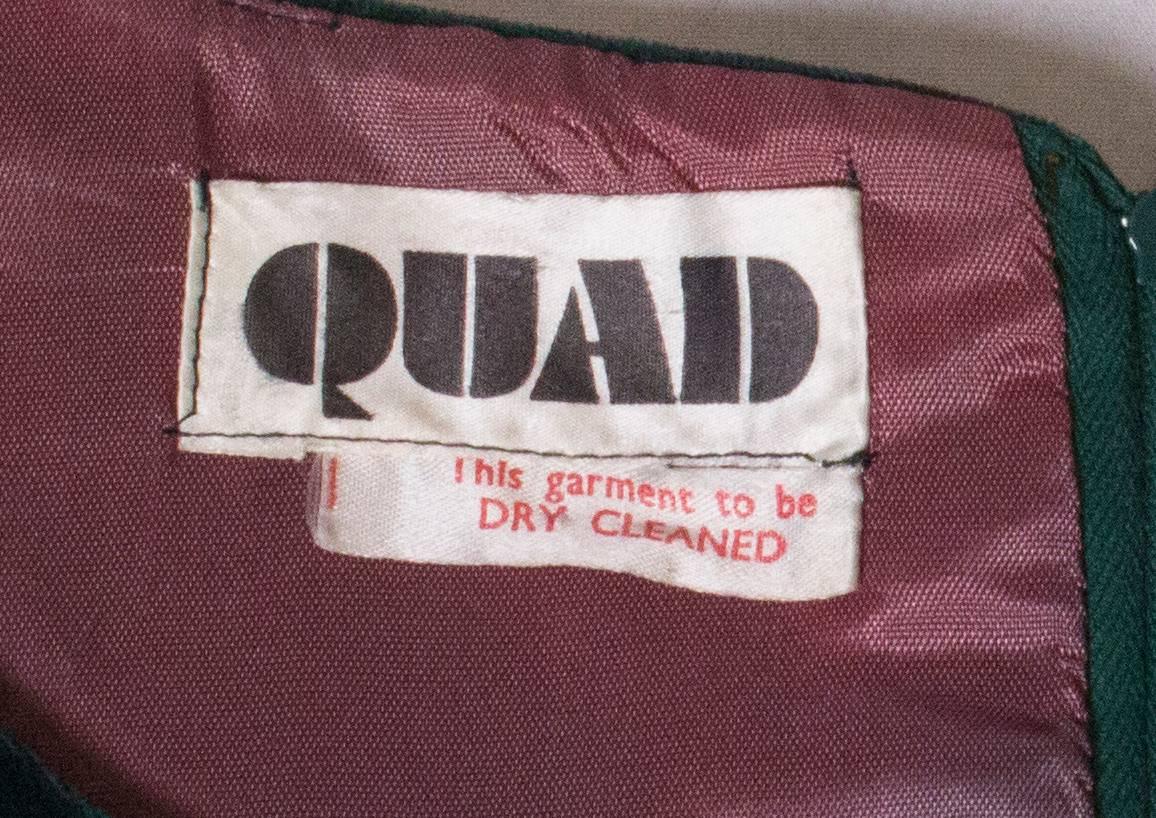 QUAD
This garment to be
DRY CLEANED